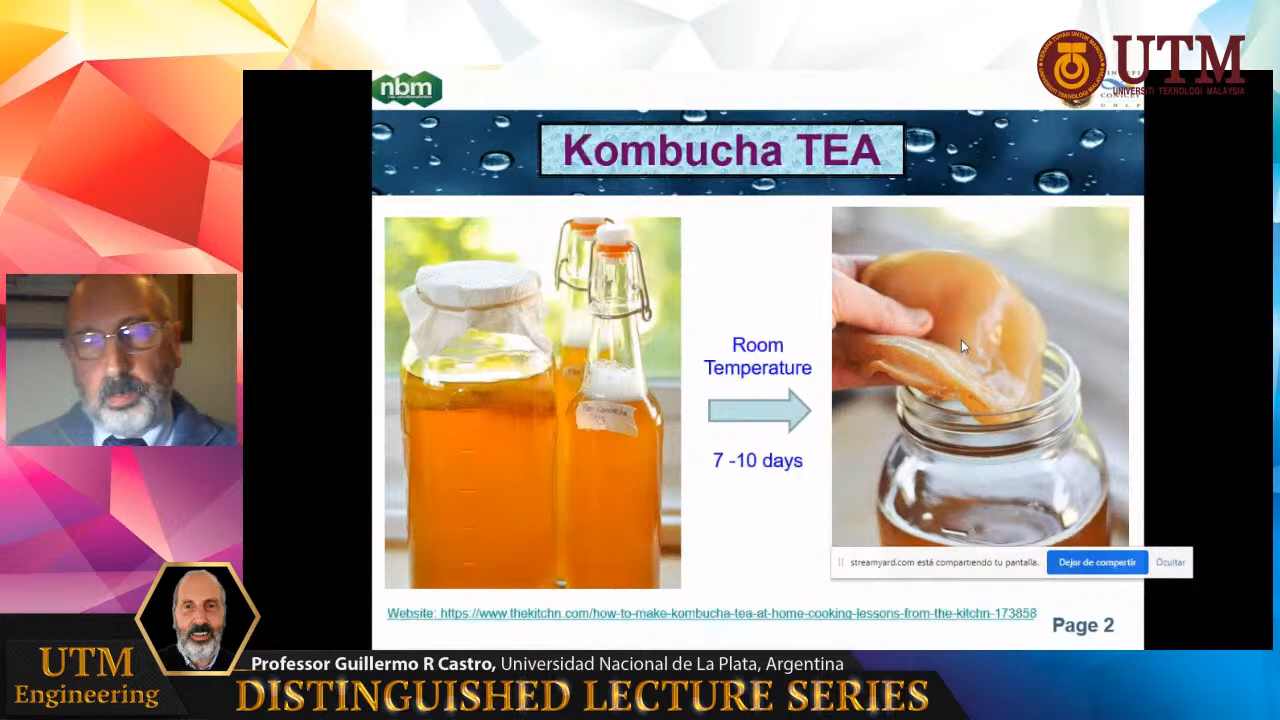 nbm
UTM
UNIVERSITI TEKNOLOGI MALAYSIA
Kombucha TEA
Room
Temperature
7 -10 days
streamyard.com está compartiendo tu pantalla.
Dejar de compartir
Ocultar
Website: https://www.thekitchn.com/how-to-make-kombucha-tea-at-home-cooking-lessons-from-the-kitchn-173858
Page 2
UTM
Engineering
Professor Guillermo R Castro, Universidad Nacional de La Plata, Argentina
DISTINGUISHED LECTURE SERIES